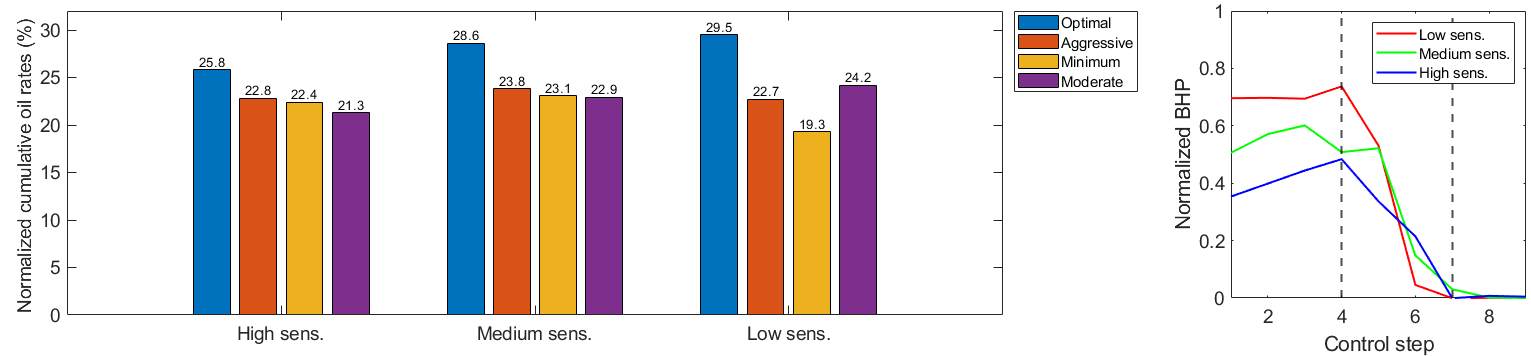 Normalized cumulative oil rates (%)
30
25
20
15
10
5
0
25.8
22.8
22.4
21.3
28.6
23.8
23.1
22.9
29.5
22.7
19.3
24.2
High sens.
Medium sens.
Low sens.
Optimal
Aggressive
Minimum
Moderate
Normalized BHP
1
0.8
0.6
0.4
0.2
0
2
4
6
8
Control step
Low sens.
Medium sens.
High sens.